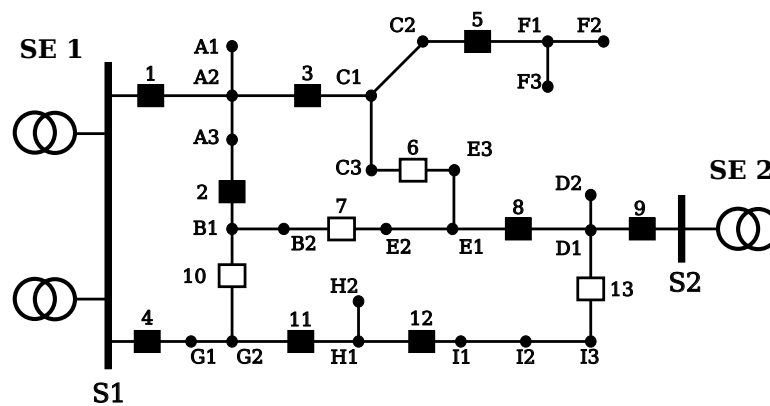 SE 1
1
A1
A2
3
C1
C2
5
F1
F2
F3
A3
C3
6
E3
2
B1
B2
7
E2
E1
8
D2
D1
9
SE 2
S2
10
13
4
G1
G2
11
H2
H1
12
I1
I2
I3
S1